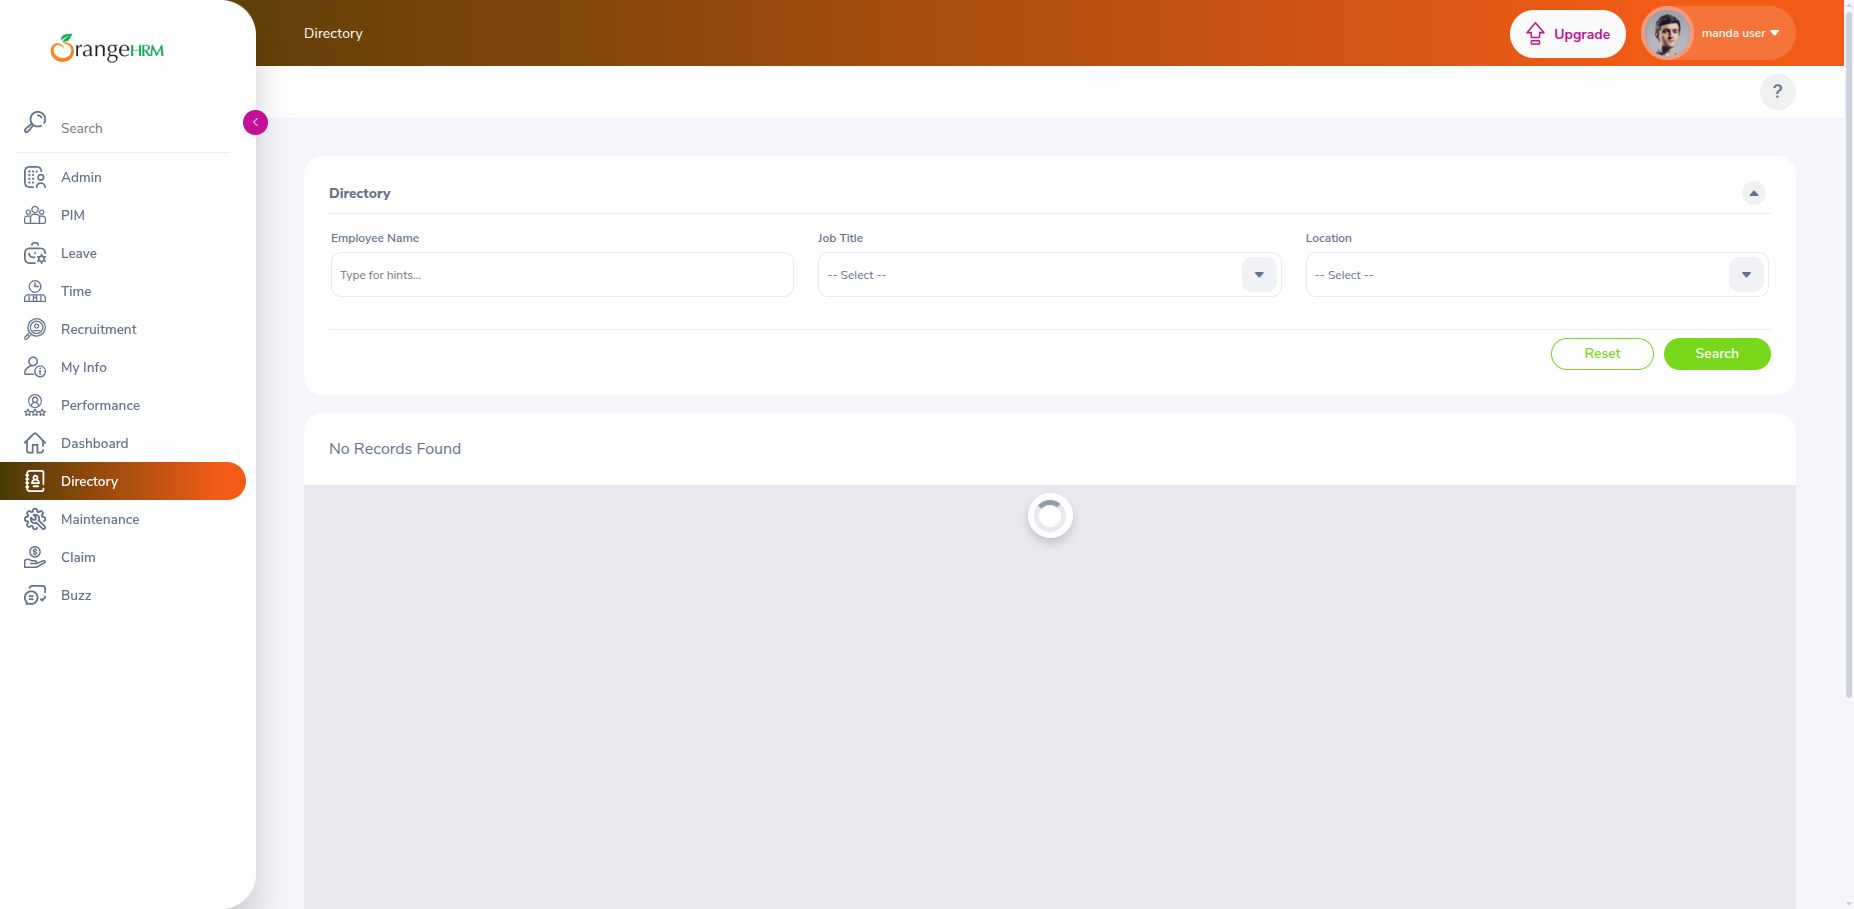 OrangeHRM
Directory
Upgrade
manda user
?
Search
Admin
PIM
Leave
Time
Recruitment
My Info
Performance
Dashboard
Directory
Maintenance
Claim
Buzz
Directory
Employee Name
Job Title
Location
Type for hints...
-- Select --
-- Select --
Reset
Search
No Records Found